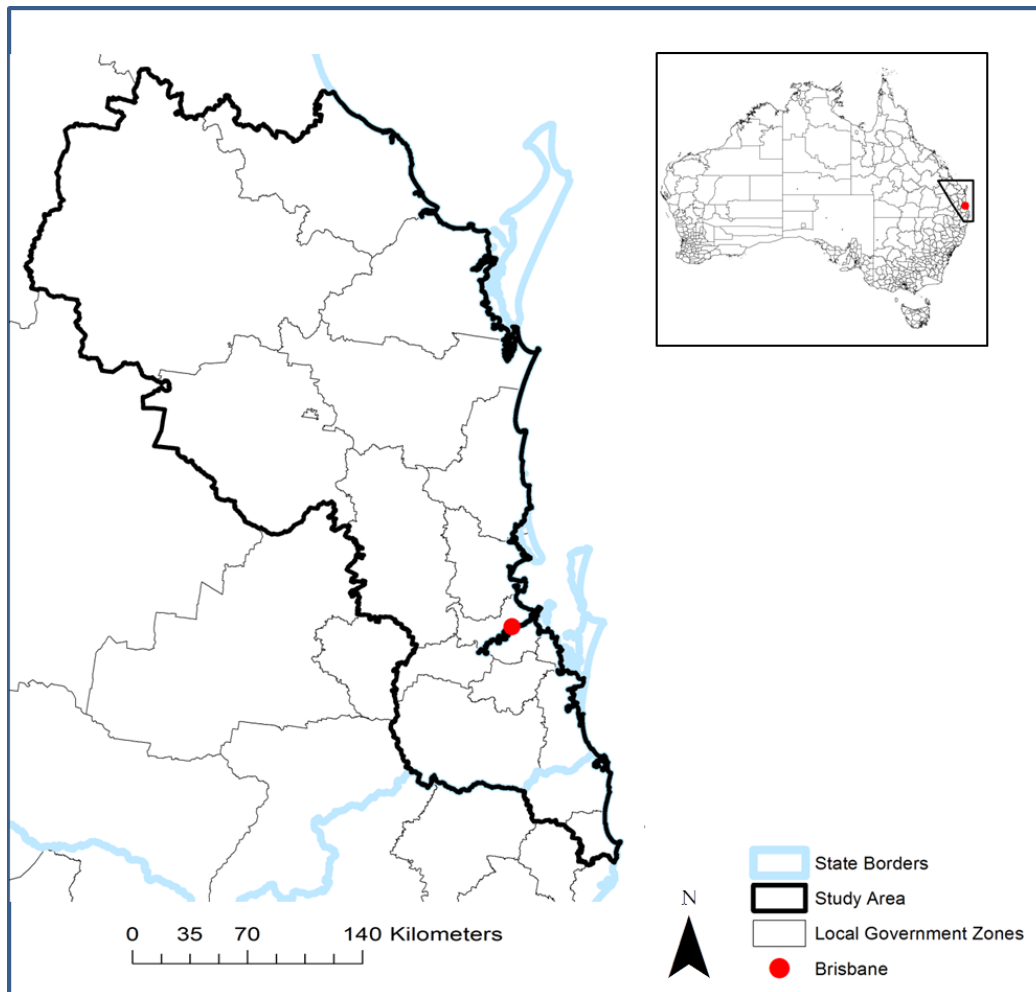 N
State Borders
Study Area
Local Government Zones
Brisbane
0 35 70 140 Kilometers